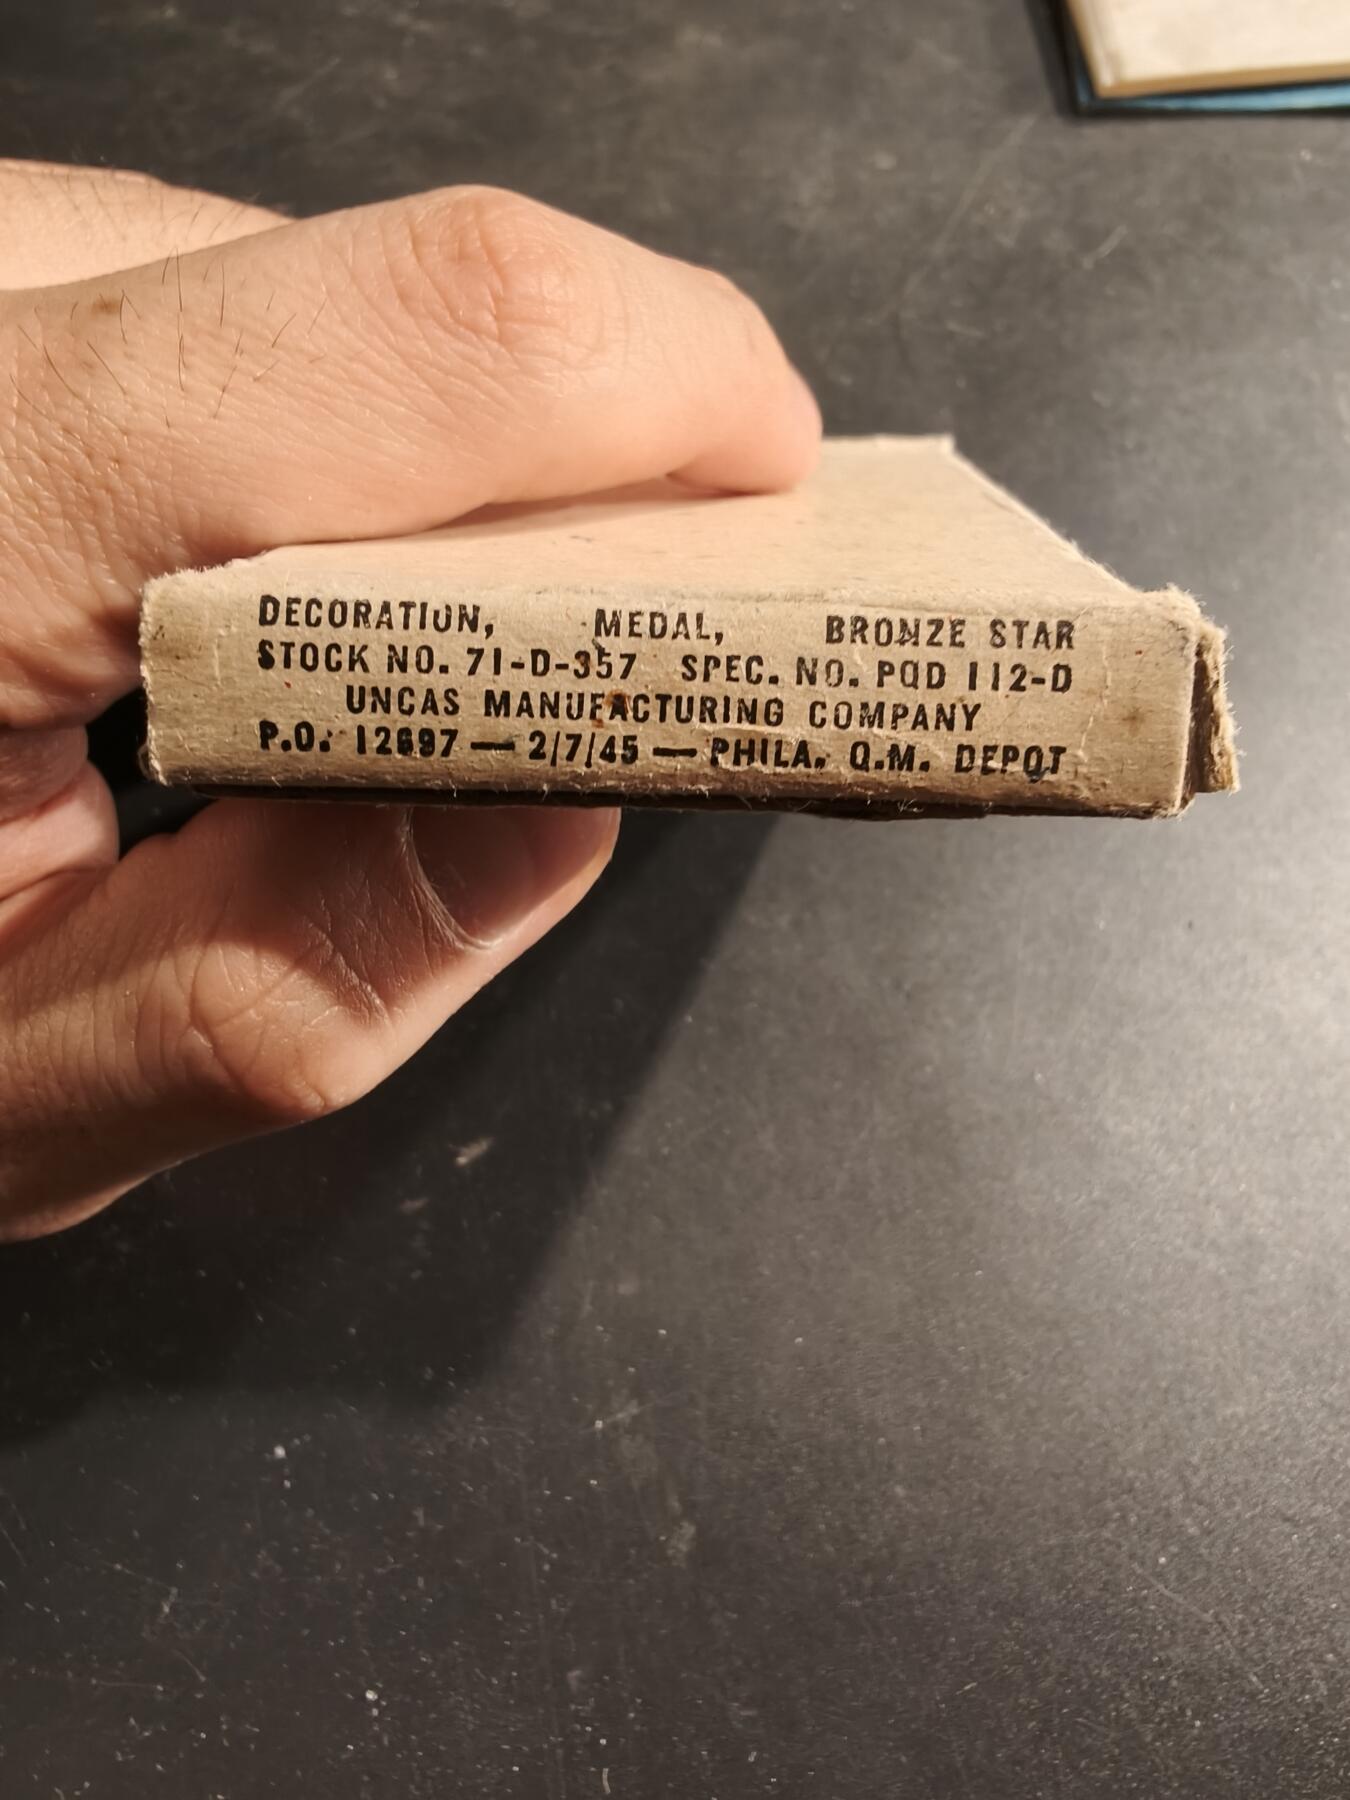 DECORATION, MEDAL, BRONZE STAR
STOCK NO. 71-D-357 SPEC. NO. PQD 112-D
UNCAS MANUFACTURING COMPANY
P.O. 12697 — 2/7/45 — PHILA. Q.M. DEPOT